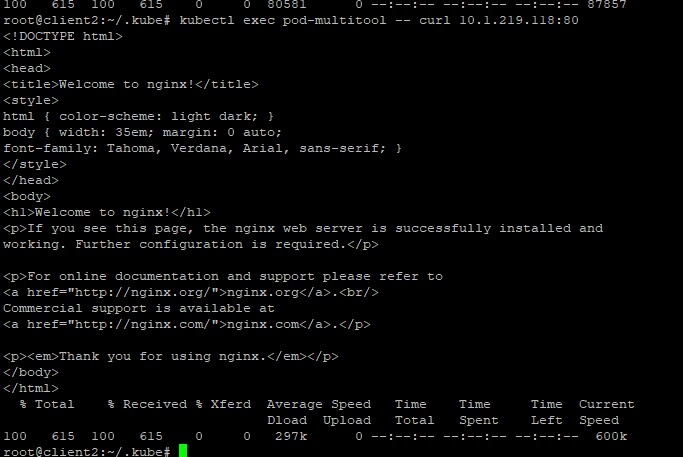 100   615  100   615    0     0  80581      0 --:--:-- --:--:-- --:--:-- 87857
root@client2:~/.kube# kubectl exec pod-multitool -- curl 10.1.219.118:80
<!DOCTYPE html>
<html>
<head>
<title>Welcome to nginx!</title>
<style>
html { color-scheme: light dark; }
body { width: 35em; margin: 0 auto;
font-family: Tahoma, Verdana, Arial, sans-serif; }
</style>
</head>
<body>
<h1>Welcome to nginx!</h1>
<p>If you see this page, the nginx web server is successfully installed and
working. Further configuration is required.</p>

<p>For online documentation and support please refer to
<a href="http://nginx.org/">nginx.org</a>.<br/>
Commercial support is available at
<a href="http://nginx.com/">nginx.com</a>.</p>

<p><em>Thank you for using nginx.</em></p>
</body>
</html>
  % Total    % Received % Xferd  Average Speed   Time    Time     Time  Current
                                 Dload  Upload   Total   Spent    Left  Speed
100   615  100   615    0     0   297k      0 --:--:-- --:--:-- --:--:--  600k
root@client2:~/.kube#